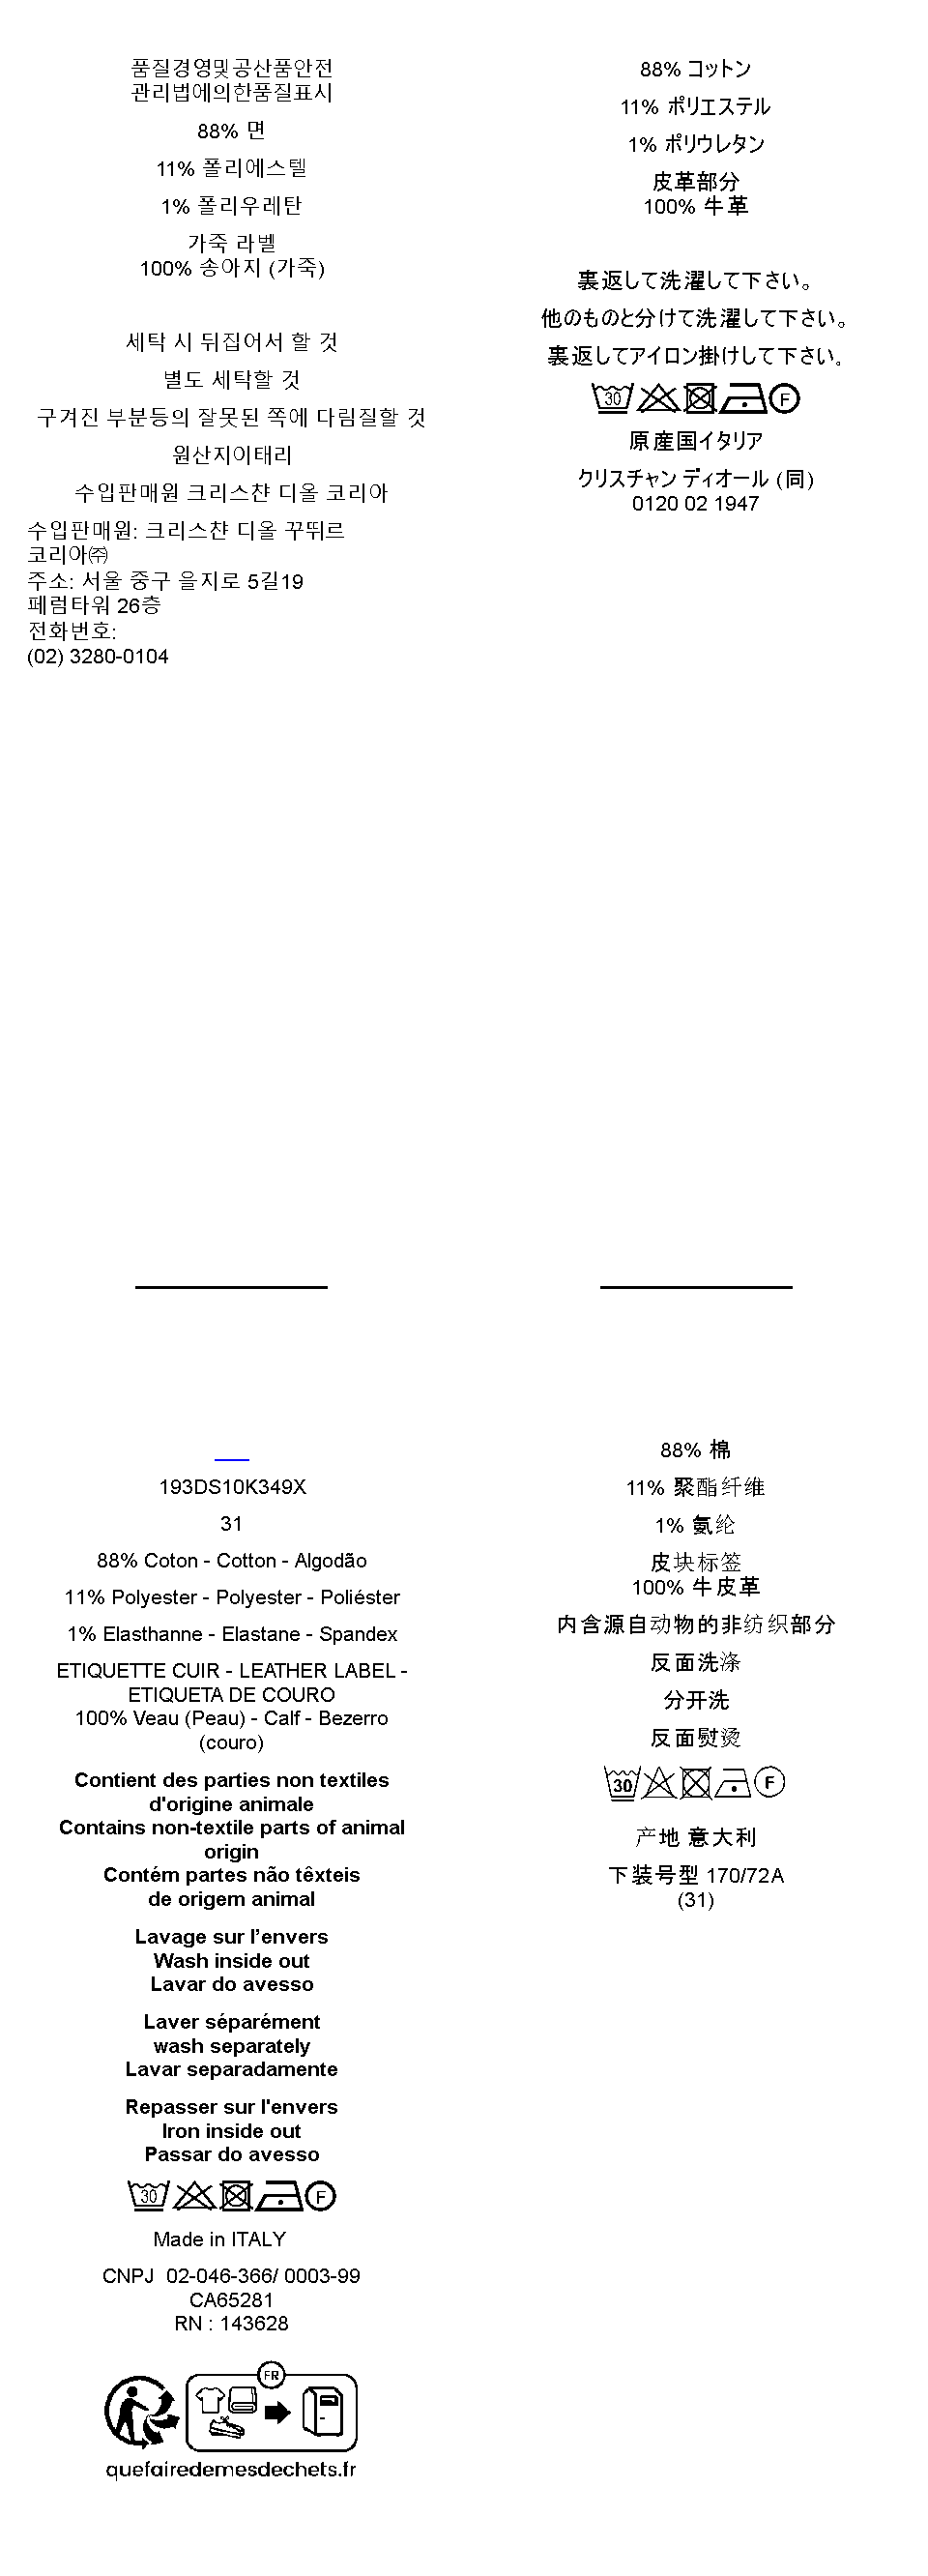 품질경영및공산품안전
관리법에의한품질표시
88% 면
11% 폴리에스텔
1% 폴리우레탄
가죽 라벨
100% 송아지 (가죽)
세탁 시 뒤집어서 할 것
별도 세탁할 것
구겨진 부분등의 잘못된 쪽에 다림질할 것
원산지이태리
수입판매원 크리스챤 디올 코리아
수입판매원: 크리스챤 디올 꾸뛰르
코리아㈜
주소: 서울 중구 을지로 5길19
페럼타워 26층
전화번호:
(02) 3280-0104
88% コットン
11% ポリエステル
1% ポリウレタン
皮革部分
100% 牛革
裏返して洗濯して下さい。
他のものと分けて洗濯して下さい。
裏返してアイロン掛けして下さい。
30 F
原産国イタリア
クリスチャン ディオール (同)
0120 02 1947
193DS10K349X
31
88% Coton - Cotton - Algodão
11% Polyester - Polyester - Poliéster
1% Elasthanne - Elastane - Spandex
ETIQUETTE CUIR - LEATHER LABEL -
ETIQUETA DE COURO
100% Veau (Peau) - Calf - Bezerro
(couro)
Contient des parties non textiles
d'origine animale
Contains non-textile parts of animal
origin
Contém partes não têxteis
de origem animal
Lavage sur l’envers
Wash inside out
Lavar do avesso
Laver séparément
wash separately
Lavar separadamente
Repasser sur l'envers
Iron inside out
Passar do avesso
30 F
Made in ITALY
CNPJ 02-046-366/ 0003-99
CA65281
RN : 143628
FR
quefairedemesdechets.fr
88% 棉
11% 聚酯纤维
1% 氨纶
皮块标签
100% 牛皮革
内含源自动物的非纺织部分
反面洗涤
分开洗
反面熨烫
30 F
产地 意大利
下装号型 170/72A
(31)